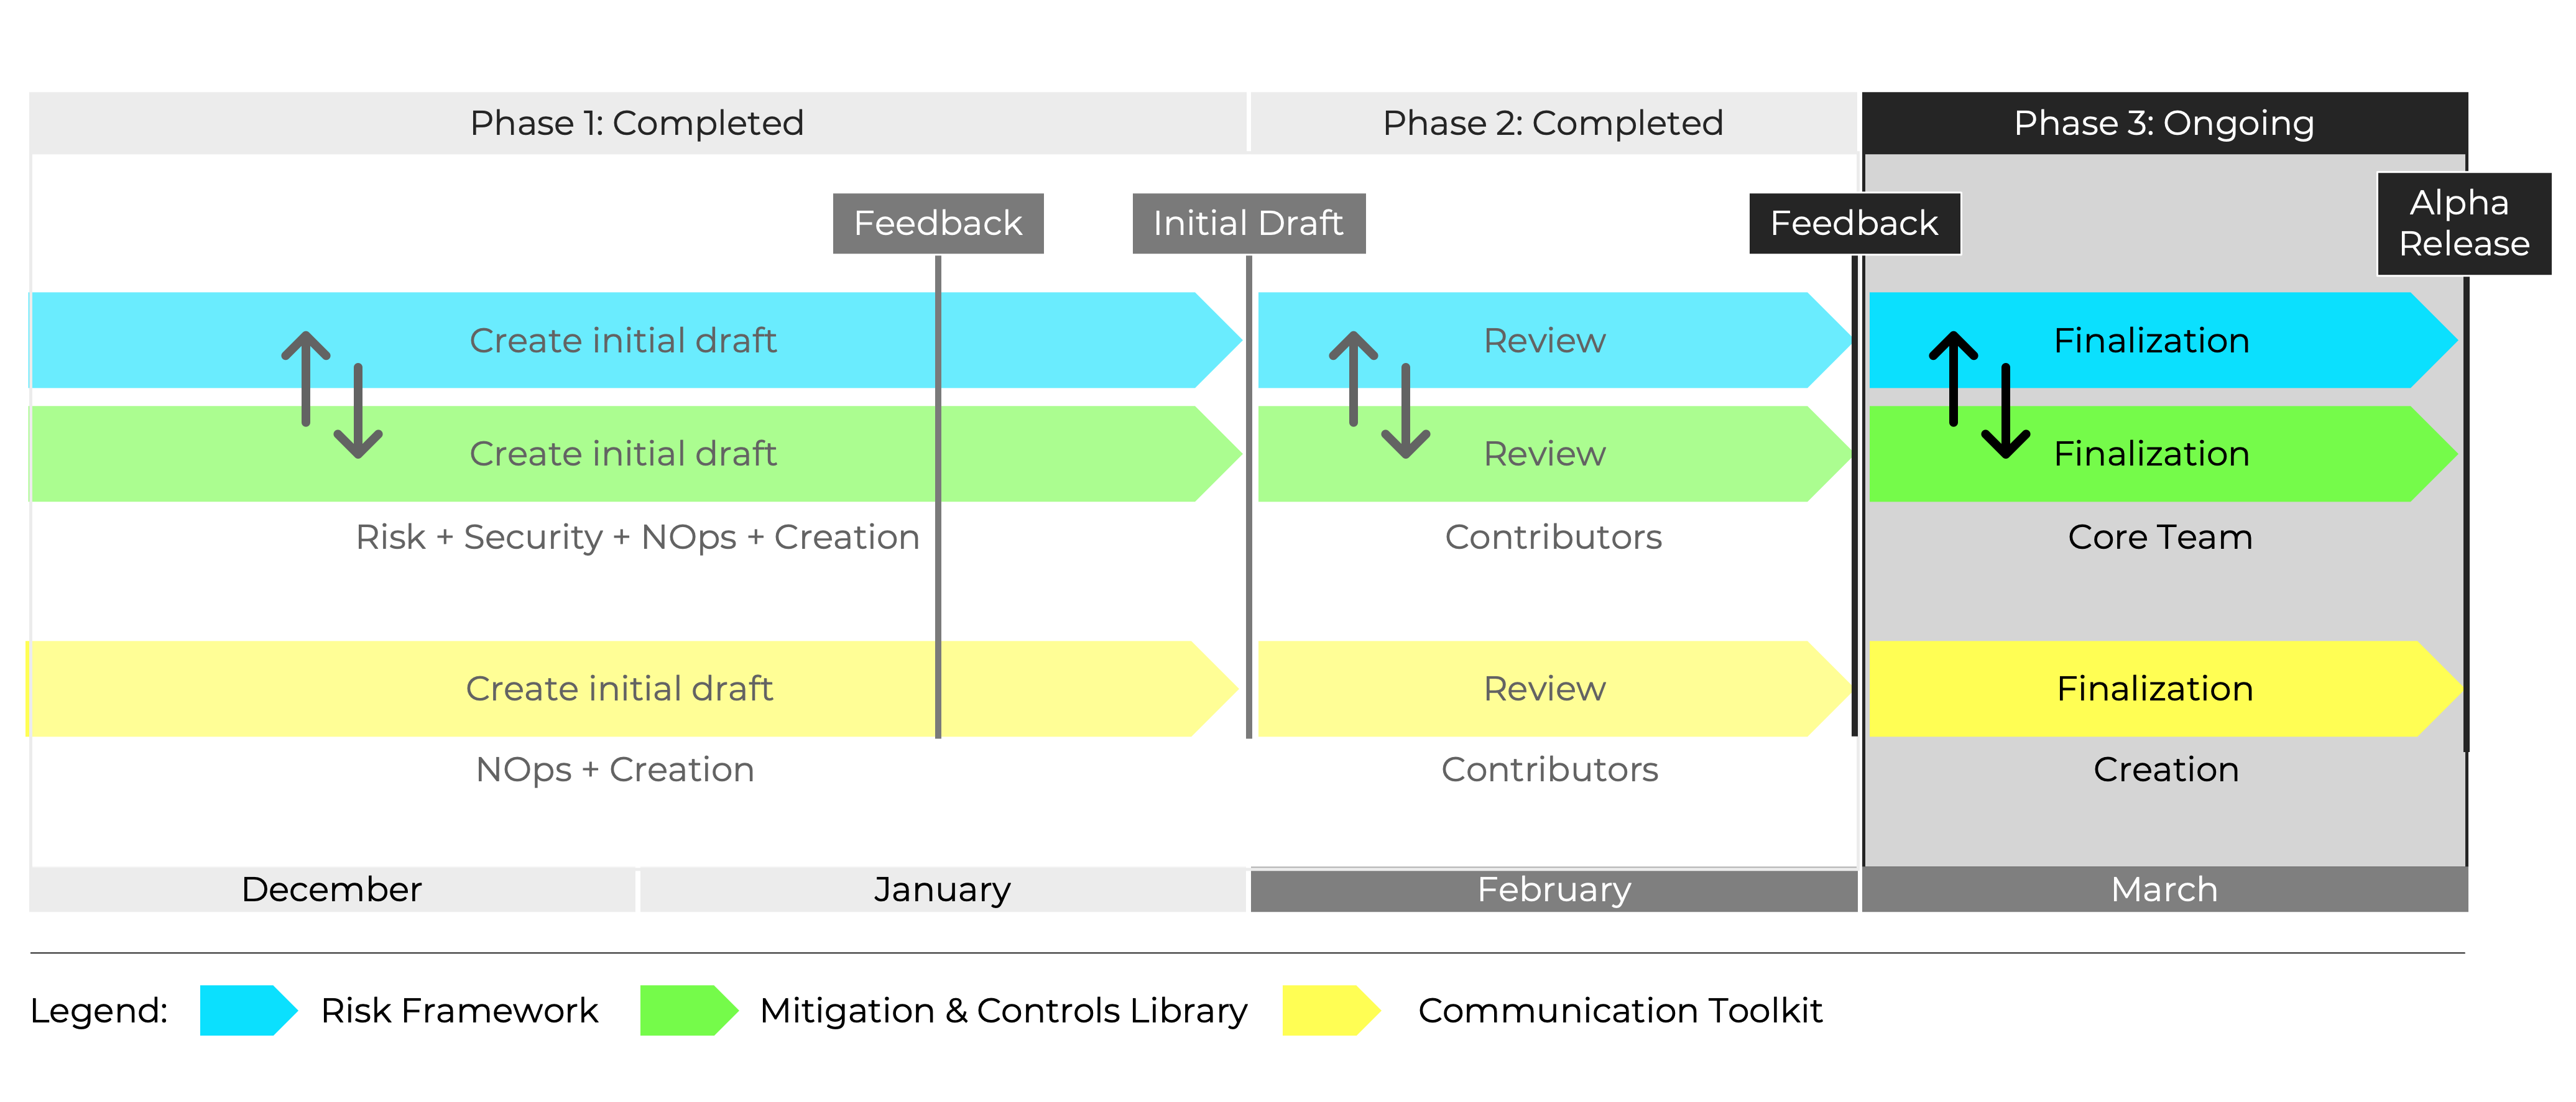 Phase 1: Completed
Phase 2: Completed
Phase 3: Ongoing
Feedback
Initial Draft
Feedback
Alpha
Release
Create initial draft
Review
Finalization
Create initial draft
Review
Finalization
Risk + Security + NOps + Creation
Contributors
Core Team
Create initial draft
Review
Finalization
NOps + Creation
Contributors
Creation
December
January
February
March
Legend:
Risk Framework
Mitigation & Controls Library
Communication Toolkit